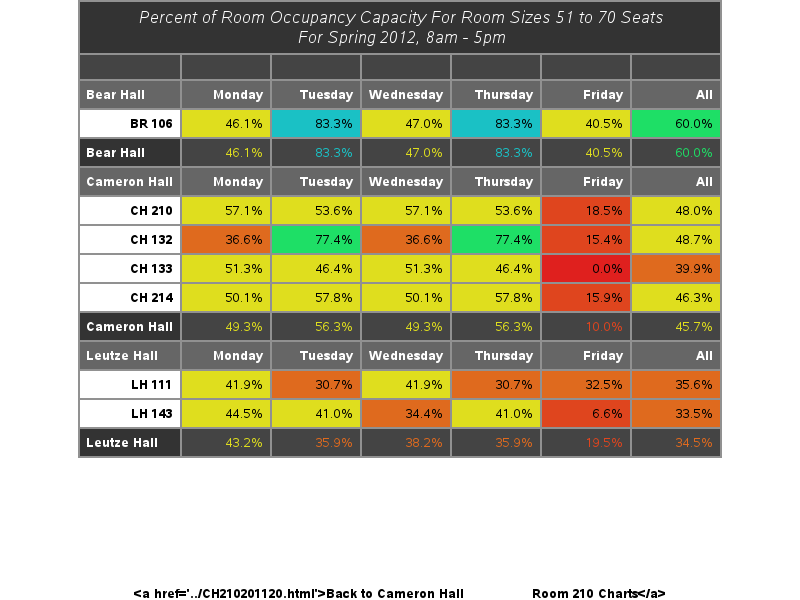 Percent of Room Occupancy Capacity For Room Sizes 51 to 70 Seats
For Spring 2012, 8am - 5pm
Bear Hall Monday Tuesday Wednesday Thursday Friday All
BR 106 46.1% 83.3% 47.0% 83.3% 40.5% 60.0%
Bear Hall 46.1% 83.3% 47.0% 83.3% 40.5% 60.0%
Cameron Hall Monday Tuesday Wednesday Thursday Friday All
CH 210 57.1% 53.6% 57.1% 53.6% 18.5% 48.0%
CH 132 36.6% 77.4% 36.6% 77.4% 15.4% 48.7%
CH 133 51.3% 46.4% 51.3% 46.4% 0.0% 39.9%
CH 214 50.1% 57.8% 50.1% 57.8% 15.9% 46.3%
Cameron Hall 49.3% 56.3% 49.3% 56.3% 10.0% 45.7%
Leutze Hall Monday Tuesday Wednesday Thursday Friday All
LH 111 41.9% 30.7% 41.9% 30.7% 32.5% 35.6%
LH 143 44.5% 41.0% 34.4% 41.0% 6.6% 33.5%
Leutze Hall 43.2% 35.9% 38.2% 35.9% 19.5% 34.5%
<a href='../CH210201120.html'>Back to Cameron Hall Room 210 Charts</a>